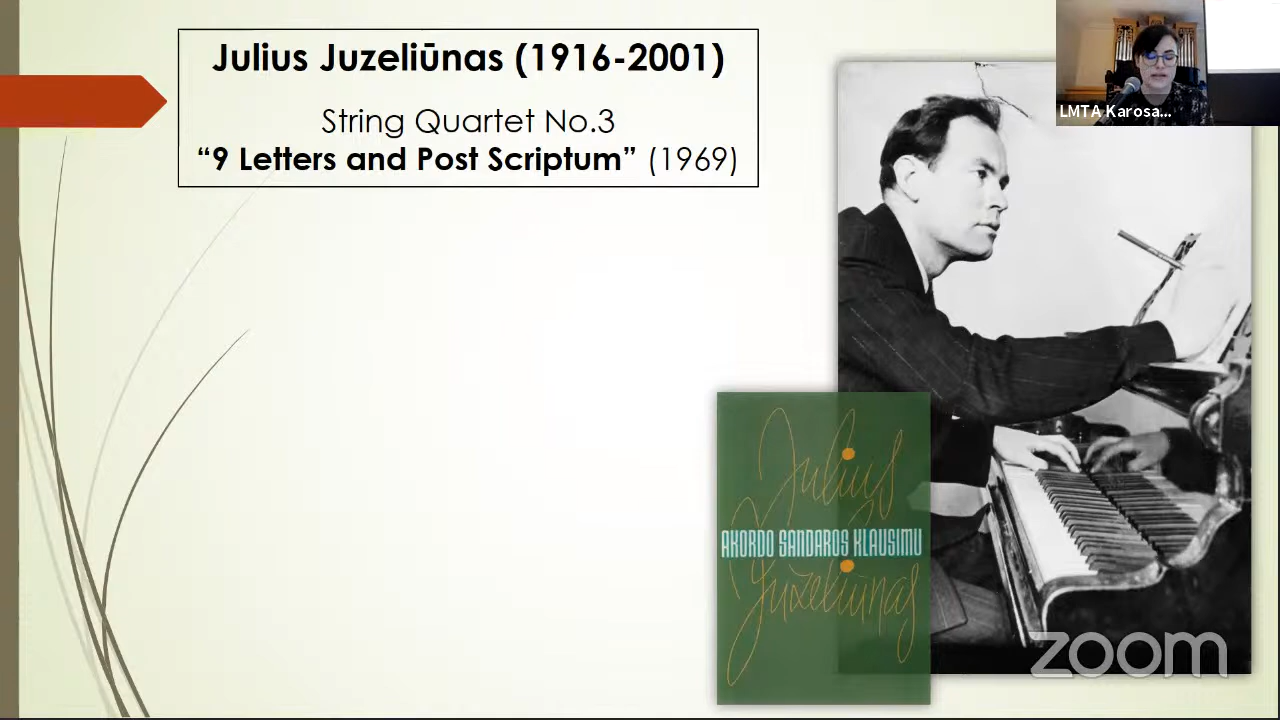 Julius Juzeliūnas (1916-2001)
String Quartet No.3
“9 Letters and Post Scriptum” (1969)
LMTA Karosa...
Julius
AKORDO SANDAROS KLAUSIMU
Juzeliūnas
zoom